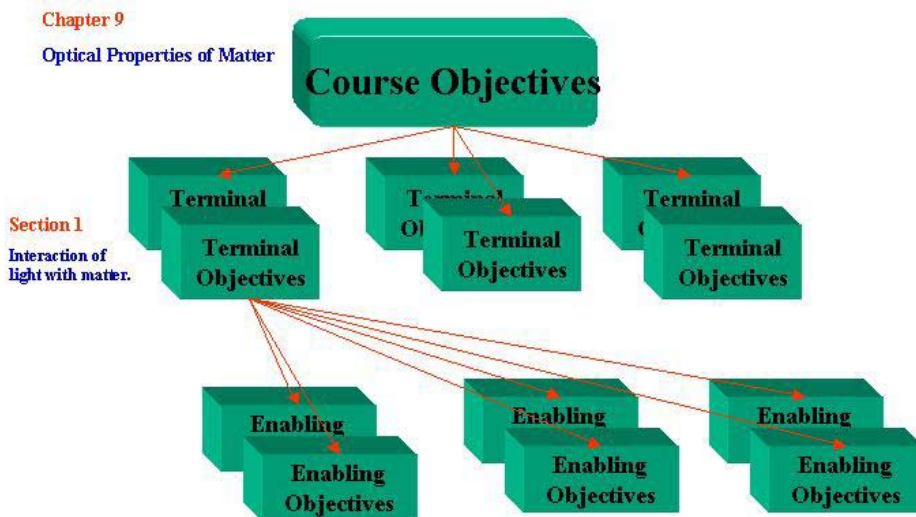 Chapter 9
Optical Properties of Matter
Course Objectives
Terminal
Terminal
Objectives
Terminal
Terminal
Objectives
Terminal
Terminal
Objectives
Section 1
Interaction of
light with matter.
Enabling
Enabling
Objectives
Enabling
Enabling
Objectives
Enabling
Enabling
Objectives